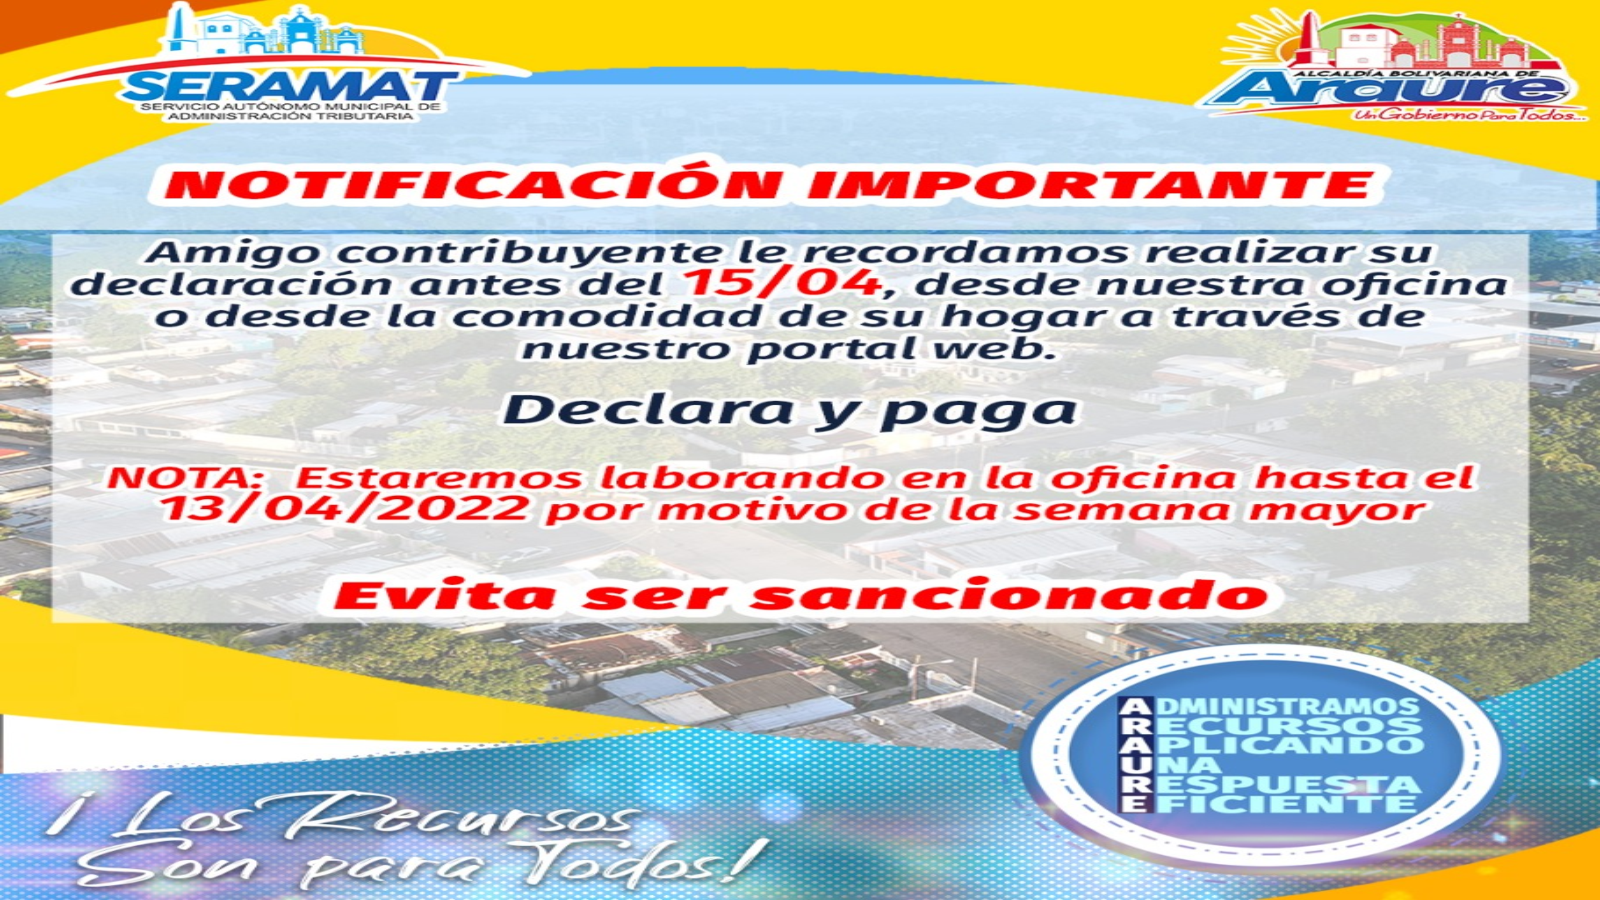 SERAMAT
SERVICIO AUTÓNOMO MUNICIPAL DE
ADMINISTRACIÓN TRIBUTARIA
ALCALDÍA BOLIVARIANA DE
Araure
Un Gobierno Para Todos...
NOTIFICACIÓN IMPORTANTE
Amigo contribuyente le recordamos realizar su
declaración antes del 15/04, desde nuestra oficina
o desde la comodidad de su hogar a través de
nuestro portal web.
Declara y paga
NOTA: Estaremos laborando en la oficina hasta el
13/04/2022 por motivo de la semana mayor
Evita ser sancionado
ADMINISTRAMOS
RECURSOS
APLICANDO
UNA
RESPUESTA
EFICIENTE
¡Los Recursos
Son para Todos!